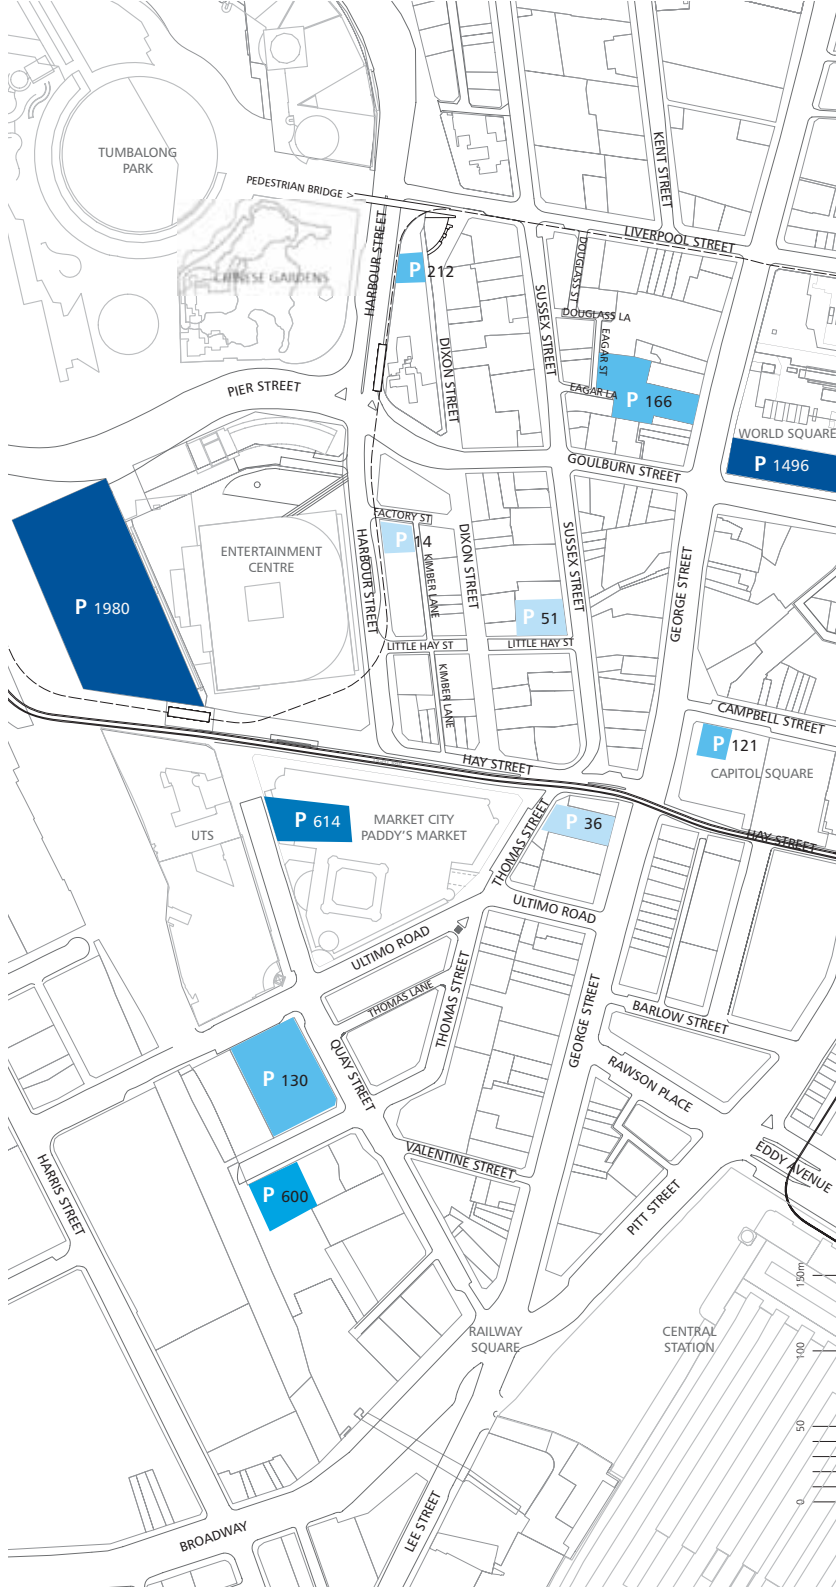 KENT STREET
TUMBALONG
PARK
PEDESTRIAN BRIDGE >
LIVERPOOL STREET
HARBOUR STREET
DOUGLASS ST
P 212
CHINESE GARDENS
SUSSEX STREET
DOUGLASS LA
EAGAR ST
DIXON STREET
PIER STREET
EAGAR LA
P 166
WORLD SQUARE
P 1496
GOULBURN STREET
FACTORY ST
P 14
HARBOUR STREET
KIMBER LANE
DIXON STREET
SUSSEX STREET
GEORGE STREET
ENTERTAINMENT
CENTRE
P 1980
P 51
LITTLE HAY ST
LITTLE HAY ST
KIMBER LANE
CAMPBELL STREET
P 121
CAPITOL SQUARE
HAY STREET
P 614
MARKET CITY
PADDY'S MARKET
UTS
THOMAS STREET
P 36
HAY STREET
ULTIMO ROAD
ULTIMO ROAD
THOMAS LANE
THOMAS STREET
GEORGE STREET
BARLOW STREET
QUAY STREET
P 130
RAWSON PLACE
VALENTINE STREET
EDDY AVENUE
HARRIS STREET
P 600
PITT STREET
RAILWAY
SQUARE
CENTRAL
STATION
150m
100
50
0
LEE STREET
BROADWAY